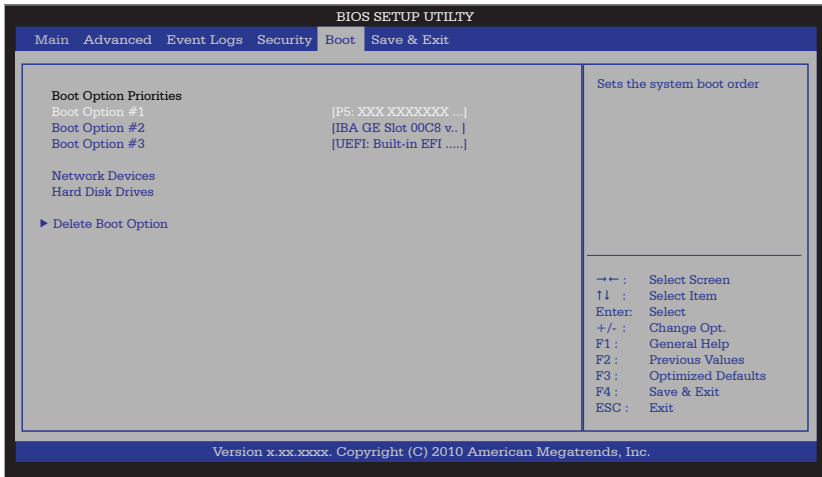 BIOS SETUP UTILTY
Main Advanced Event Logs Security Boot Save & Exit
Boot Option Priorities
Boot Option #1 [P5: XXX XXXXXXX ...]
Boot Option #2 [IBA GE Slot 00C8 v.. ]
Boot Option #3 [UEFI: Built-in EFI .....]
Network Devices
Hard Disk Drives
▶ Delete Boot Option
Sets the system boot order
→← : Select Screen
↑↓ : Select Item
Enter: Select
+/- : Change Opt.
F1 : General Help
F2 : Previous Values
F3 : Optimized Defaults
F4 : Save & Exit
ESC : Exit
Version x.xx.xxxx. Copyright (C) 2010 American Megatrends, Inc.